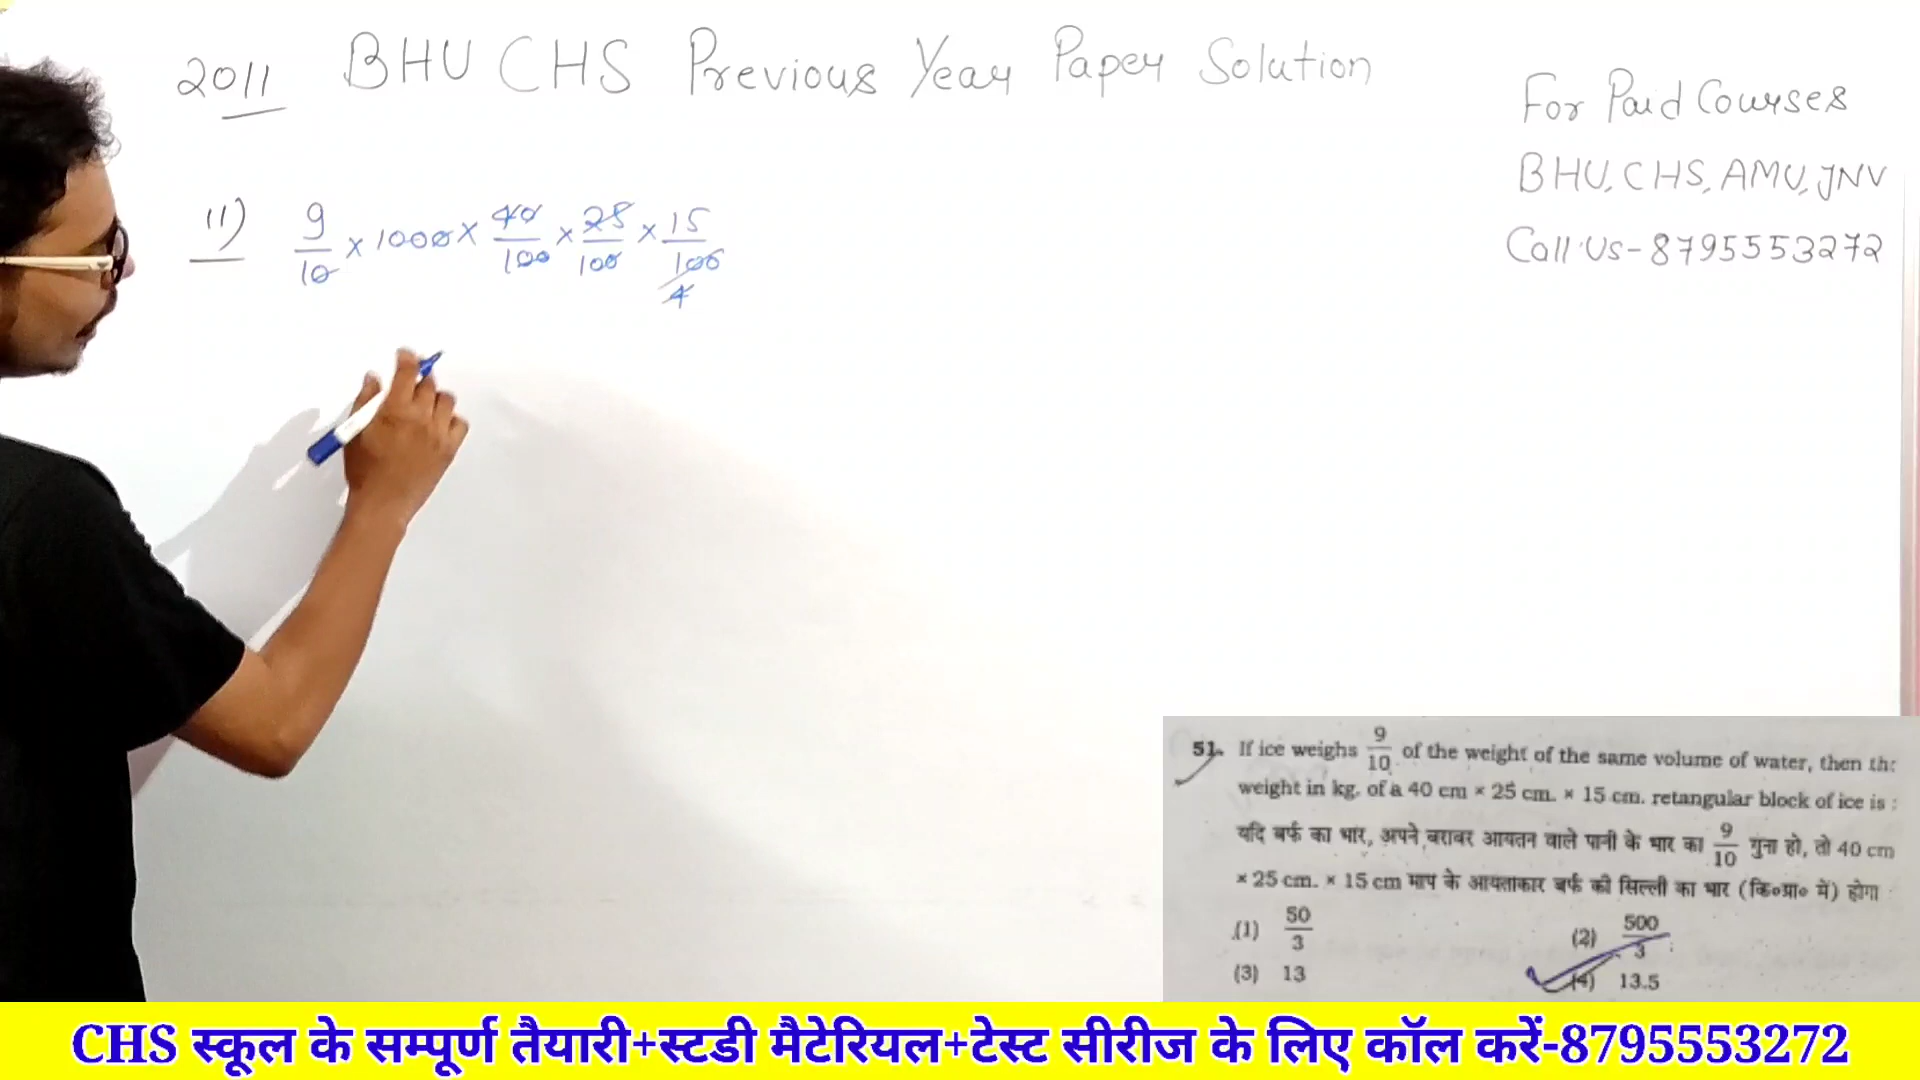 2011 BHU CHS Previous Year Paper Solution
For Paid Courses
BHU, CHS, AMU, JNV
Call Us - 8795553272
11) 9/10 × 1000 × 40/100 × 25/100 × 15/100
4
51. If ice weighs 9/10 of the weight of the same volume of water, then the
weight in kg. of a 40 cm × 25 cm. × 15 cm. retangular block of ice is :
यदि बर्फ का भार, अपने बराबर आयतन वाले पानी के भार का 9/10 गुना हो, तो 40 cm
× 25 cm. × 15 cm माप के आयताकार बर्फ की सिल्ली का भार (कि०ग्रा० में) होगा :
(1) 50/3
(2) 500/3
(3) 13
(4) 13.5
CHS स्कूल के सम्पूर्ण तैयारी+स्टडी मैटेरियल+टेस्ट सीरीज के लिए कॉल करें-8795553272